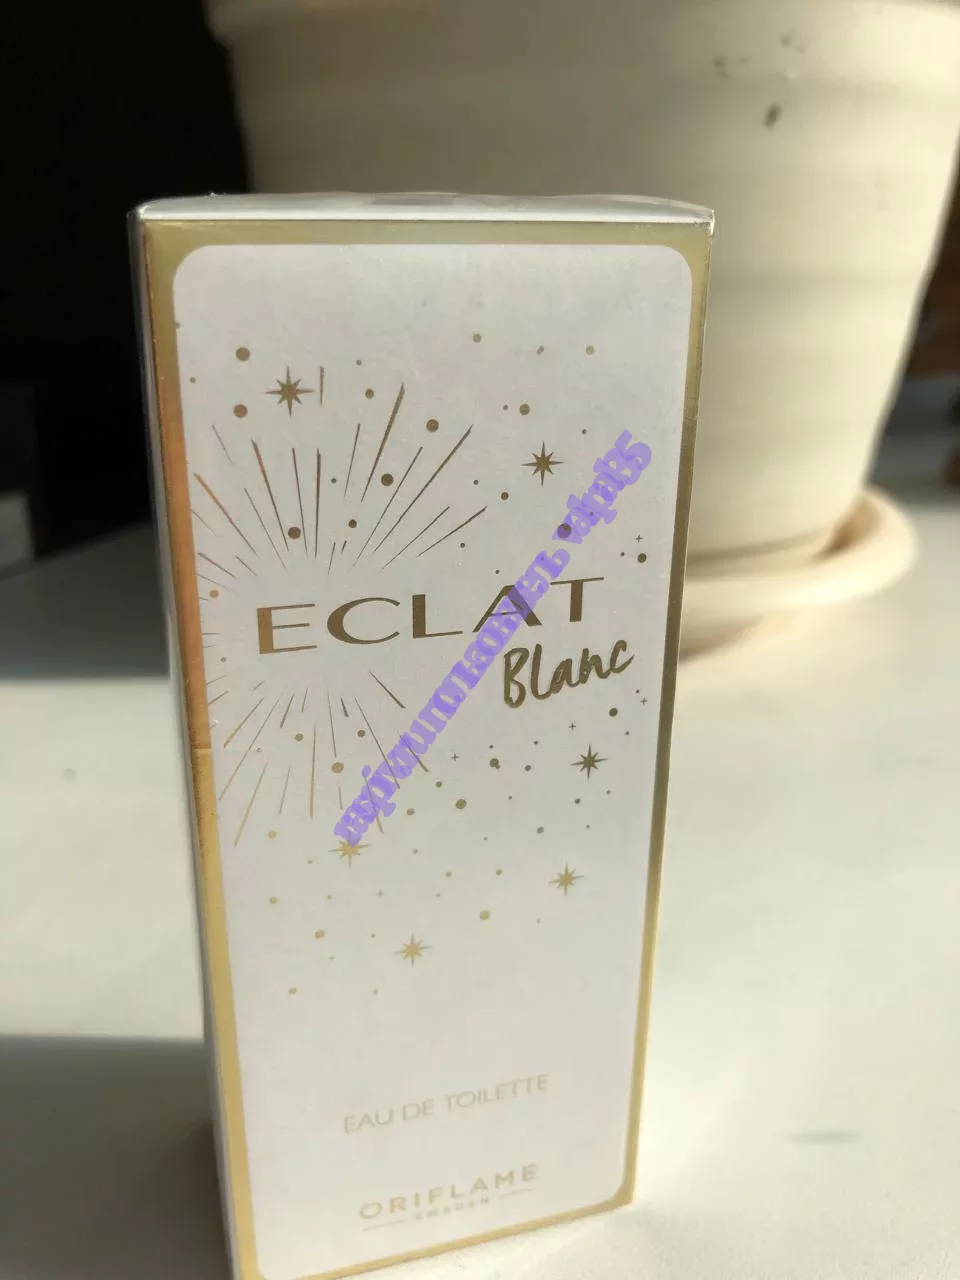 ECLAT
Blanc
EAU DE TOILETTE
ORIFLAME
SWEDEN